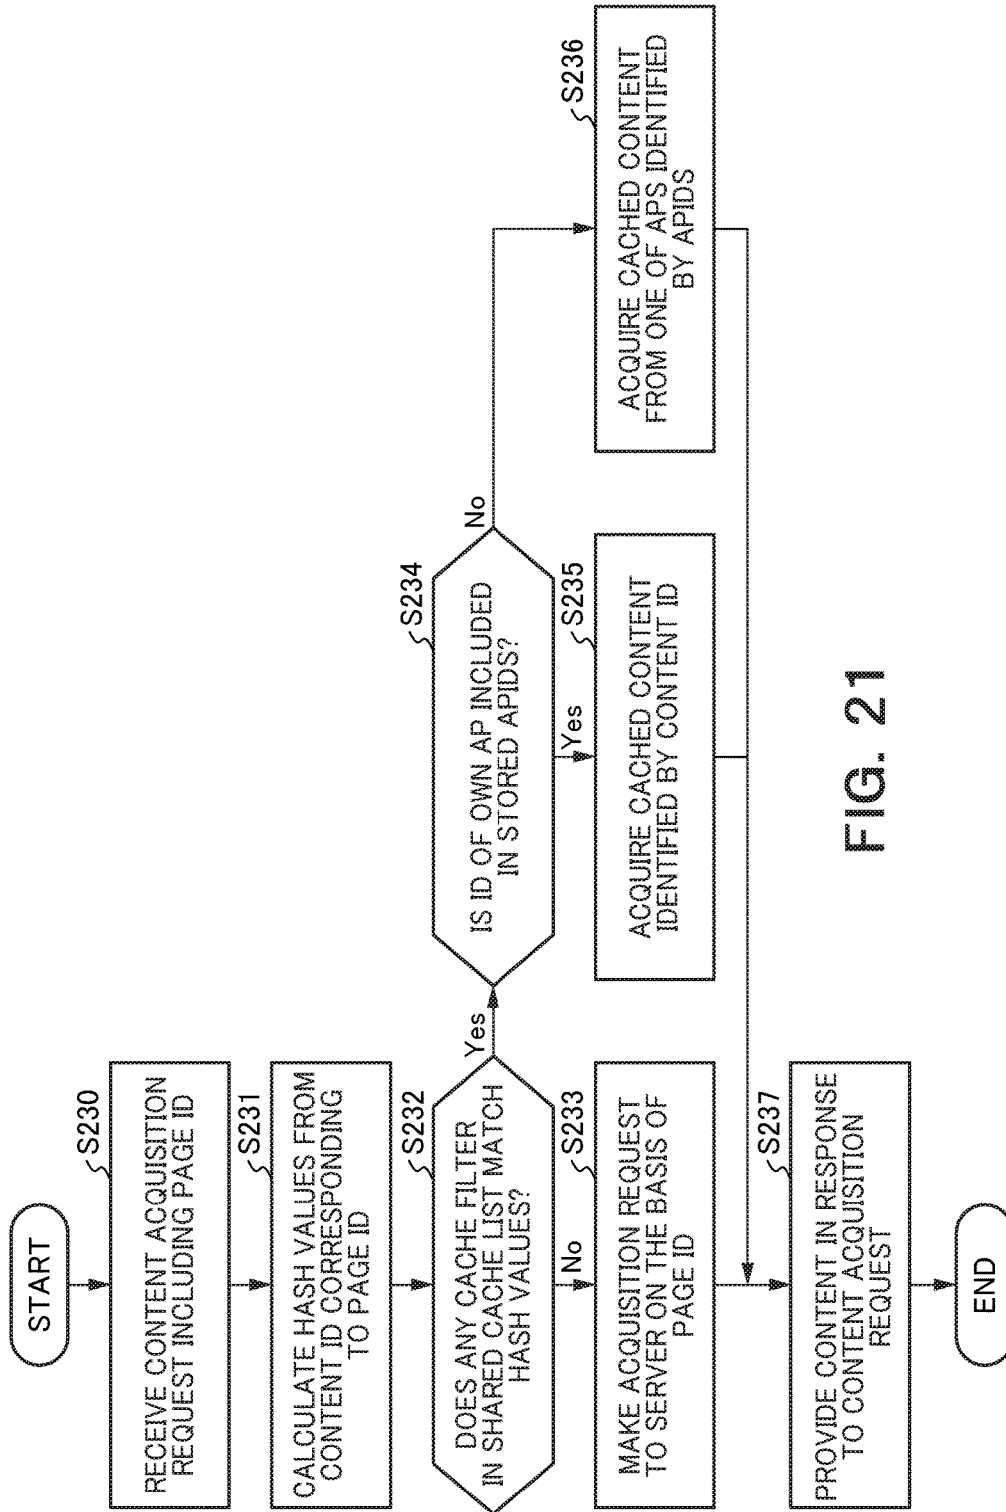 START
S230
RECEIVE CONTENT ACQUISITION
REQUEST INCLUDING PAGE ID
S231
CALCULATE HASH VALUES FROM
CONTENT ID CORRESPONDING
TO PAGE ID
S232
DOES ANY CACHE FILTER
IN SHARED CACHE LIST MATCH
HASH VALUES?
Yes
No
S233
MAKE ACQUISITION REQUEST
TO SERVER ON THE BASIS OF
PAGE ID
S234
IS ID OF OWN AP INCLUDED
IN STORED APIDS?
No
Yes
S235
ACQUIRE CACHED CONTENT
IDENTIFIED BY CONTENT ID
S236
ACQUIRE CACHED CONTENT
FROM ONE OF APS IDENTIFIED
BY APIDS
S237
PROVIDE CONTENT IN RESPONSE
TO CONTENT ACQUISITION
REQUEST
END
FIG. 21